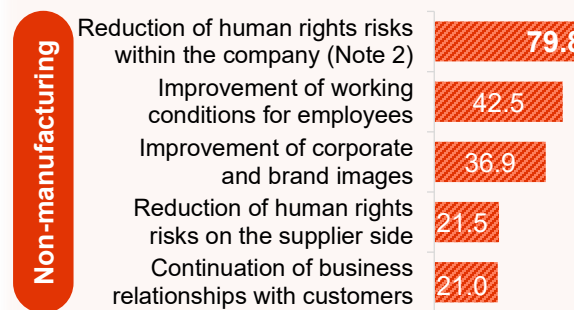 Non-manufacturing
Reduction of human rights risks
within the company (Note 2)
79.8
Improvement of working
conditions for employees
42.5
Improvement of corporate
and brand images
36.9
Reduction of human rights
risks on the supplier side
21.5
Continuation of business
relationships with customers
21.0